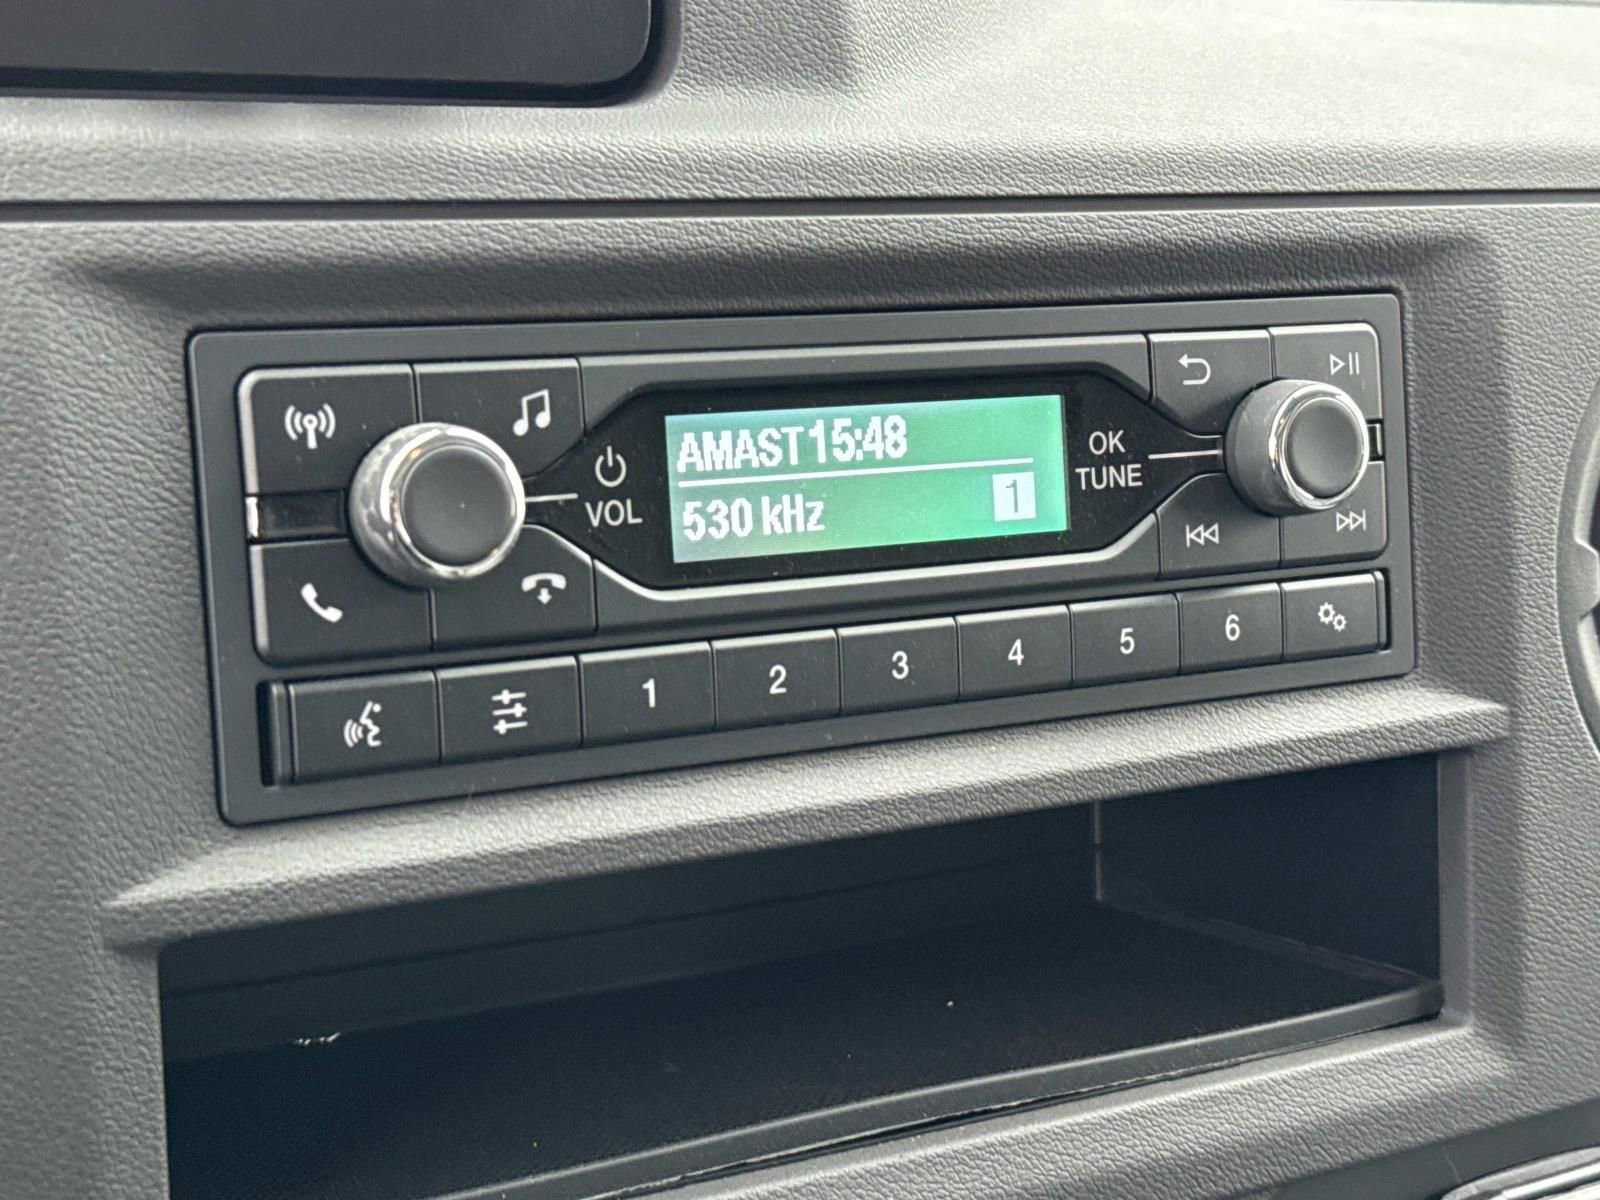 AMAST 15:48
530 kHz 1
VOL
OK
TUNE
1 2 3 4 5 6